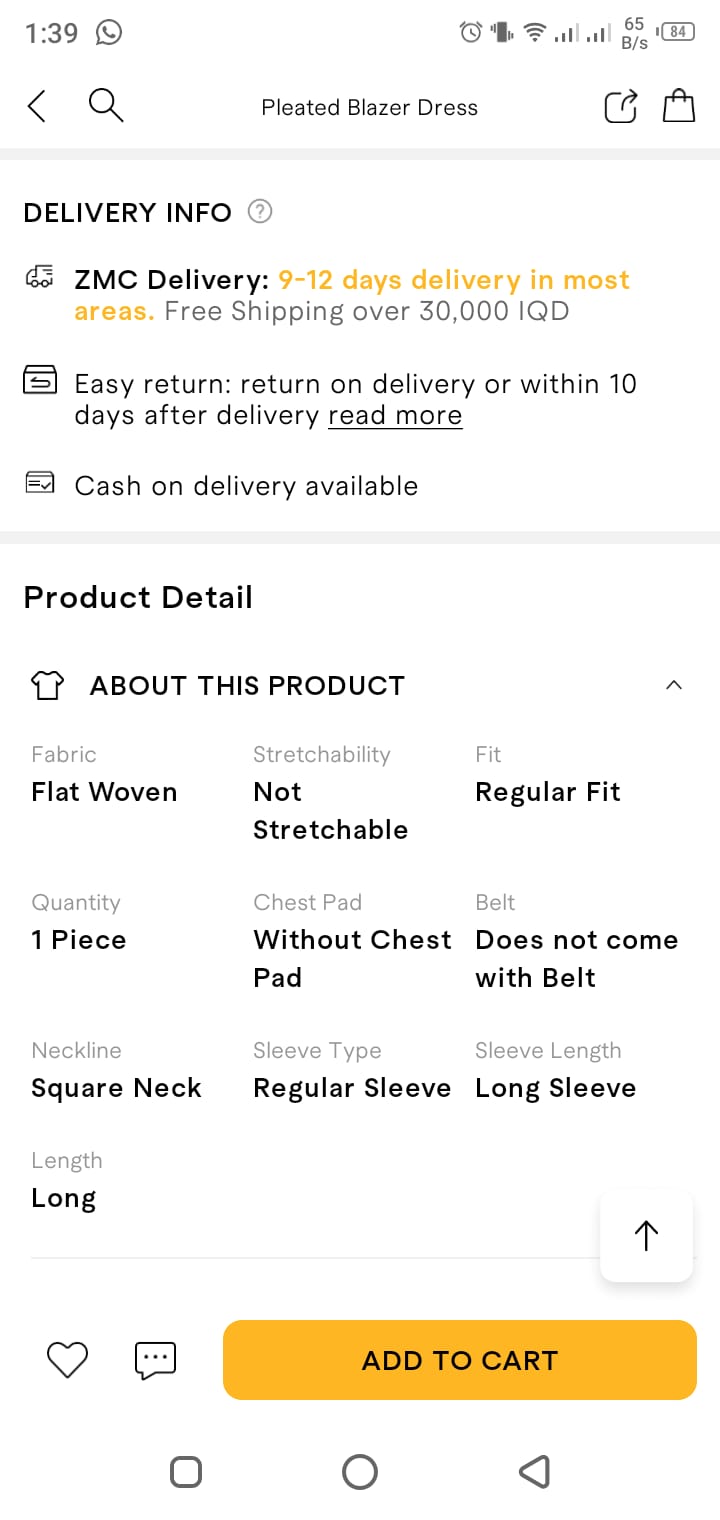 1:39
65
B/s
84
Pleated Blazer Dress
DELIVERY INFO ?
ZMC Delivery: 9-12 days delivery in most
areas. Free Shipping over 30,000 IQD
Easy return: return on delivery or within 10
days after delivery read more
Cash on delivery available
Product Detail
ABOUT THIS PRODUCT
Fabric Stretchability Fit
Flat Woven Not Regular Fit
Stretchable
Quantity Chest Pad Belt
1 Piece Without Chest Does not come
Pad with Belt
Neckline Sleeve Type Sleeve Length
Square Neck Regular Sleeve Long Sleeve
Length
Long
ADD TO CART